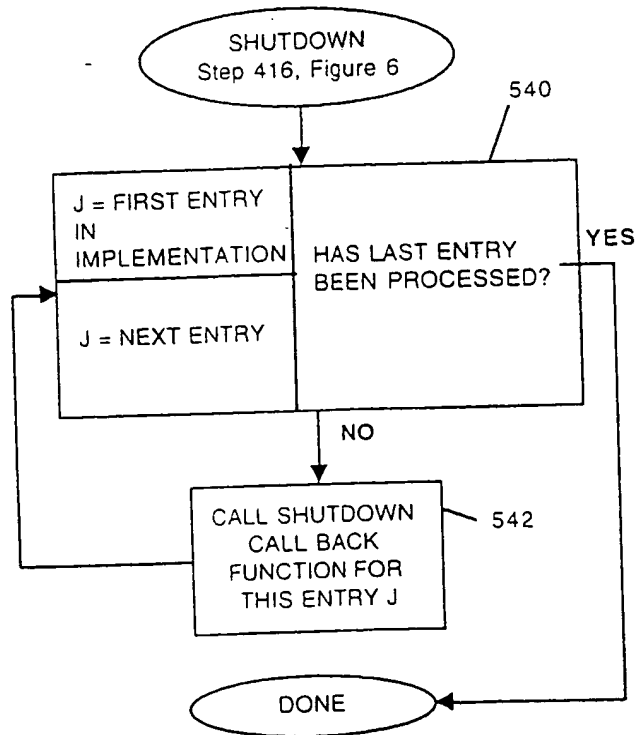 SHUTDOWN
Step 416, Figure 6
540
J = FIRST ENTRY
IN
IMPLEMENTATION
HAS LAST ENTRY
BEEN PROCESSED?
YES
J = NEXT ENTRY
NO
CALL SHUTDOWN
CALL BACK
FUNCTION FOR
THIS ENTRY J
542
DONE